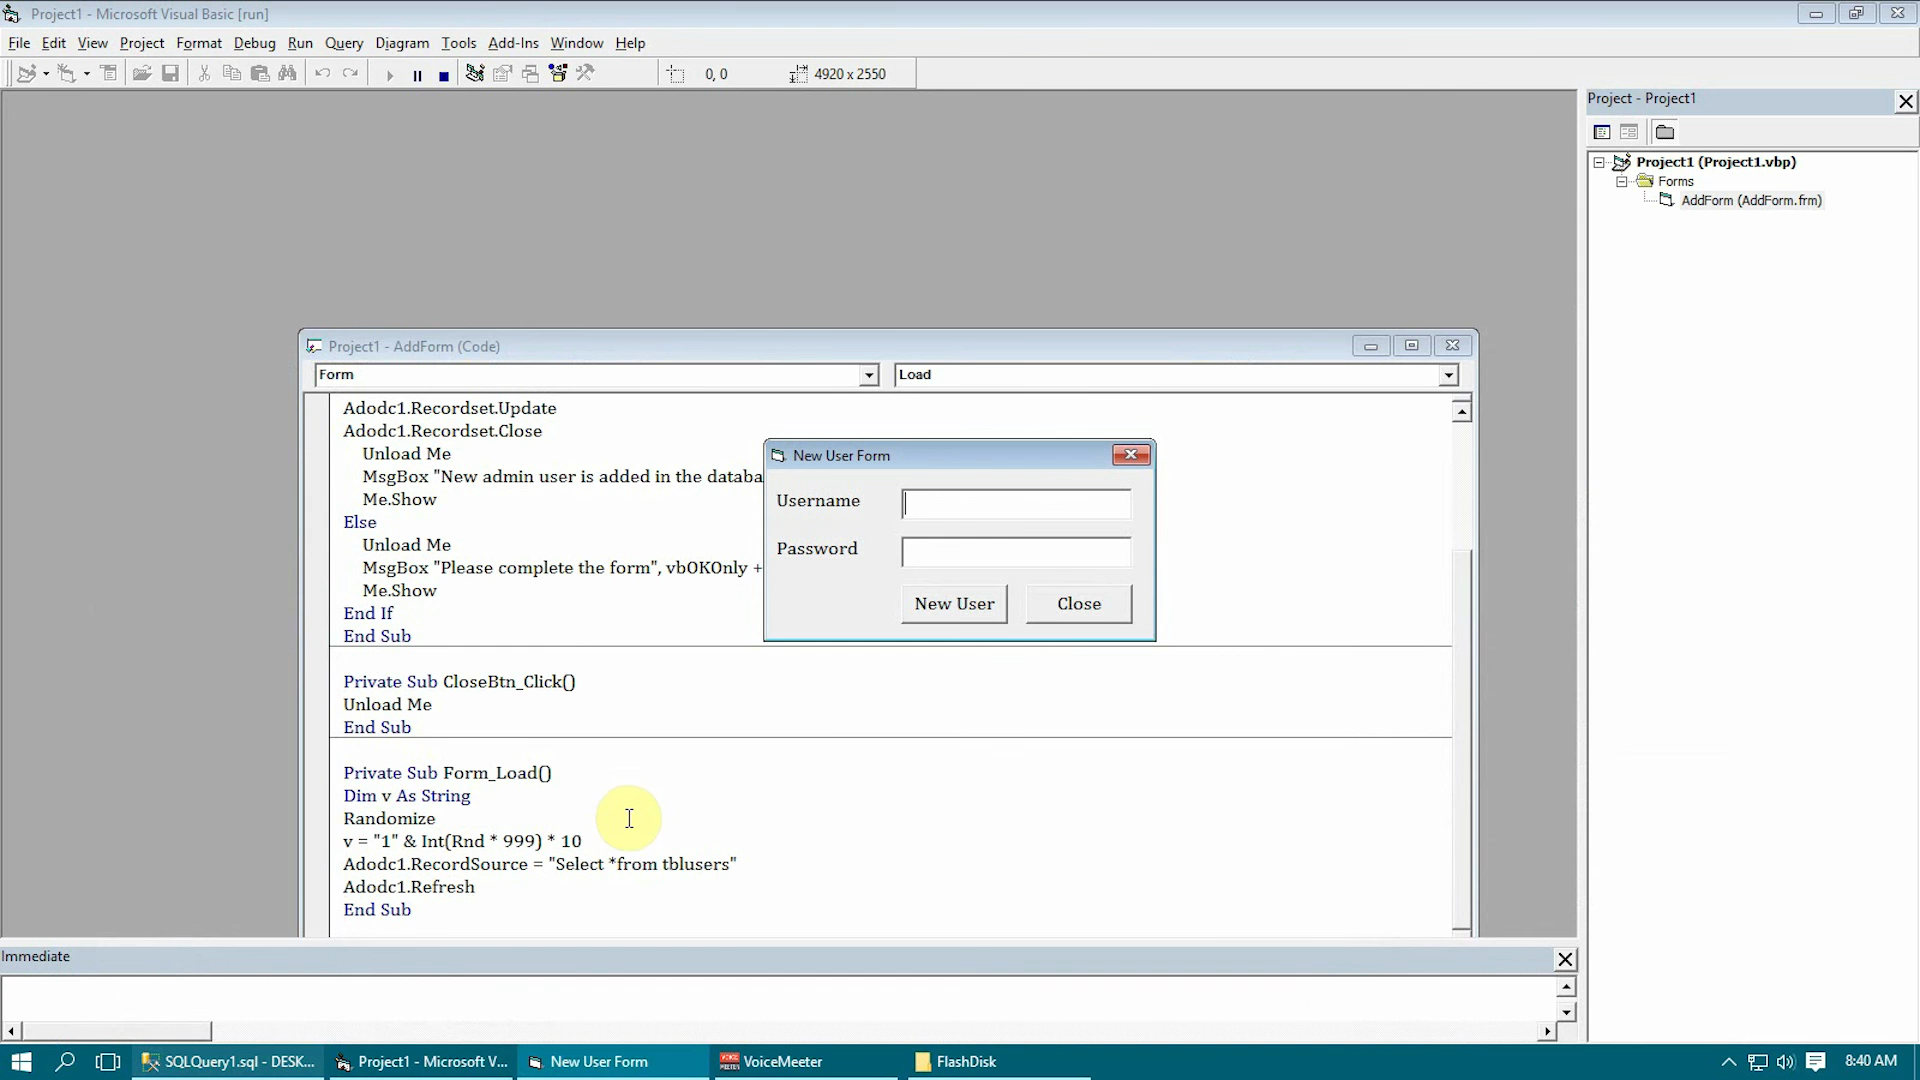 Project1 - Microsoft Visual Basic [run]
File Edit View Project Format Debug Run Query Diagram Tools Add-Ins Window Help
0, 0 4920 x 2550
Project - Project1
Project1 (Project1.vbp)
Forms
AddForm (AddForm.frm)
Project1 - AddForm (Code)
Form Load
Adodc1.Recordset.Update
Adodc1.Recordset.Close
Unload Me
MsgBox "New admin user is added in the databa
Me.Show
Else
Unload Me
MsgBox "Please complete the form", vbOKOnly +
Me.Show
End If
End Sub
Private Sub CloseBtn_Click()
Unload Me
End Sub
Private Sub Form_Load()
Dim v As String
Randomize
v = "1" & Int(Rnd * 999) * 10
Adodc1.RecordSource = "Select *from tblusers"
Adodc1.Refresh
End Sub
New User Form
Username
Password
New User Close
Immediate
SQLQuery1.sql - DESK... Project1 - Microsoft V... New User Form VoiceMeeter FlashDisk 8:40 AM